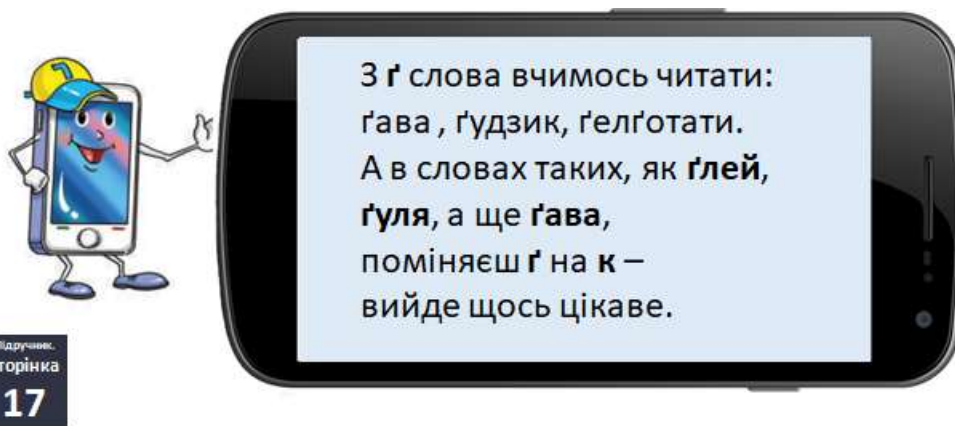 З ґ слова вчимось читати:
ґава , ґудзик, ґелґотати.
А в словах таких, як ґлей,
ґуля, а ще ґава,
поміняєш ґ на к –
вийде щось цікаве.
Підручник.
торінка
17